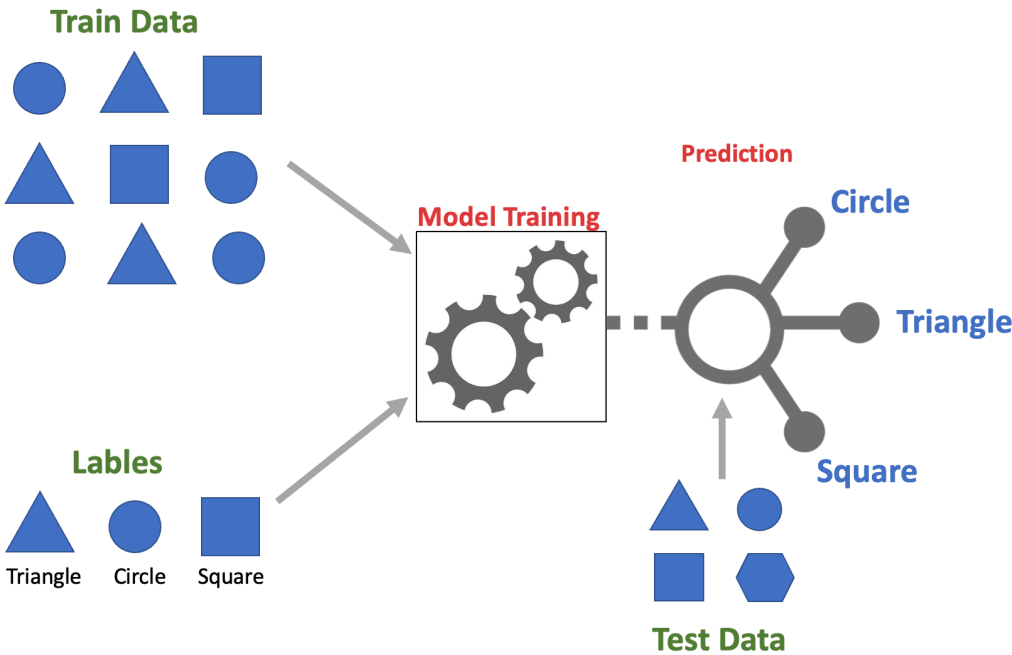 Train Data
Prediction
Circle
Model Training
Triangle
Lables
Square
Triangle
Circle
Square
Test Data